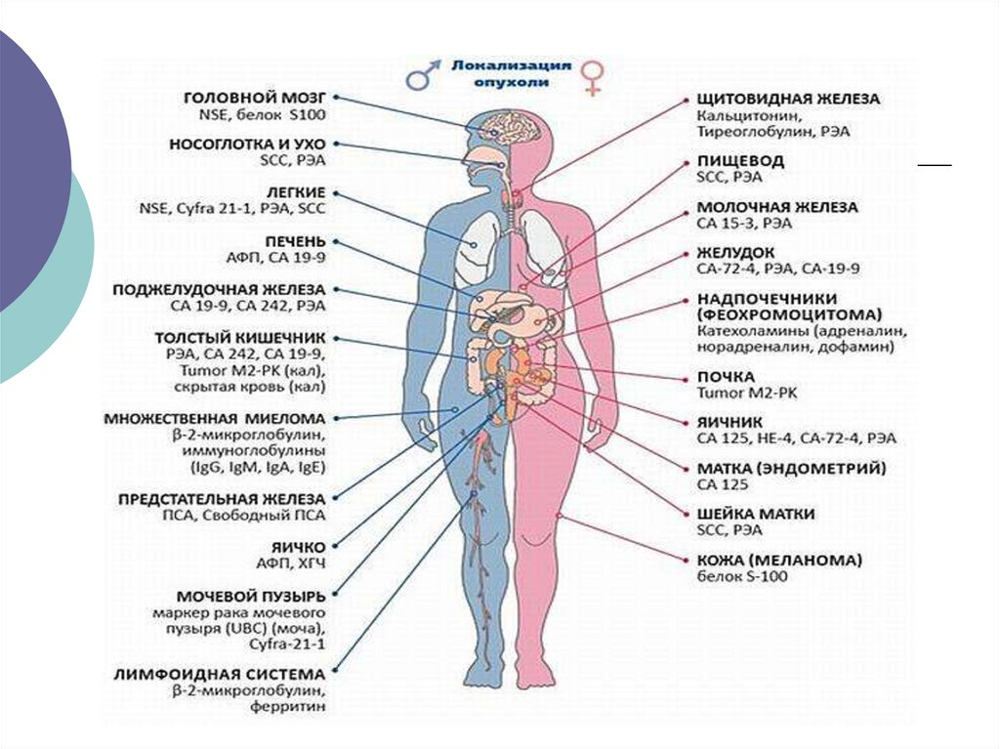 Локализация
опухоли
ГОЛОВНОЙ МОЗГ
NSE, белок S100
НОСОГЛОТКА И УХО
SCC, РЭА
ЛЕГКИЕ
NSE, Cyfra 21-1, РЭА, SCC
ПЕЧЕНЬ
АФП, СА 19-9
ПОДЖЕЛУДОЧНАЯ ЖЕЛЕЗА
СА 19-9, СА 242, РЭА
ТОЛСТЫЙ КИШЕЧНИК
РЭА, СА 242, СА 19-9,
Tumor M2-PK (кал),
скрытая кровь (кал)
МНОЖЕСТВЕННАЯ МИЕЛОМА
β-2-микроглобулин,
иммуноглобулины
(IgG, IgM, IgA, IgE)
ПРЕДСТАТЕЛЬНАЯ ЖЕЛЕЗА
ПСА, Свободный ПСА
ЯИЧКО
АФП, ХГЧ
МОЧЕВОЙ ПУЗЫРЬ
маркер рака мочевого
пузыря (UBC) (моча),
Cyfra-21-1
ЛИМФОИДНАЯ СИСТЕМА
β-2-микроглобулин,
ферритин
ЩИТОВИДНАЯ ЖЕЛЕЗА
Кальцитонин,
Тиреоглобулин, РЭА
ПИЩЕВОД
SCC, РЭА
МОЛОЧНАЯ ЖЕЛЕЗА
СА 15-3, РЭА
ЖЕЛУДОК
СА-72-4, РЭА, СА-19-9
НАДПОЧЕЧНИКИ
(ФЕОХРОМОЦИТОМА)
Катехоламины (адреналин,
норадреналин, дофамин)
ПОЧКА
Tumor M2-PK
ЯИЧНИК
СА 125, НЕ-4, СА-72-4, РЭА
МАТКА (ЭНДОМЕТРИЙ)
СА 125
ШЕЙКА МАТКИ
SCC, РЭА
КОЖА (МЕЛАНОМА)
белок S-100